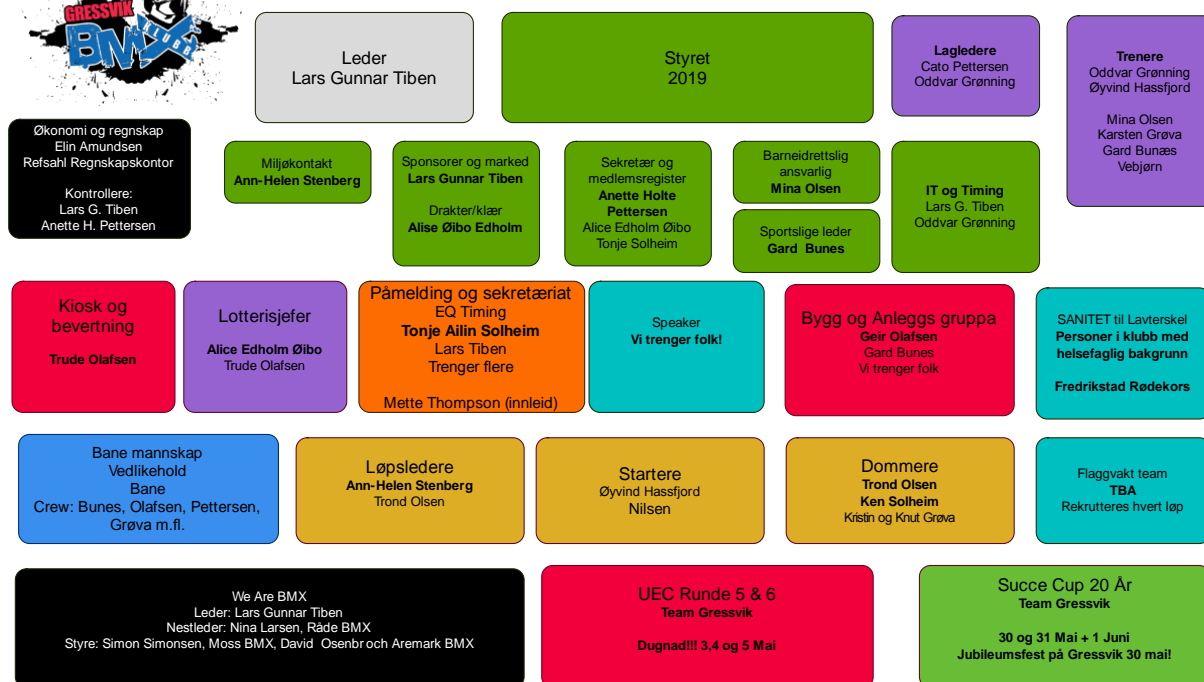 GRESSVIK
BMX
KLUBB
Leder
Lars Gunnar Tiben
Styret
2019
Lagledere
Cato Pettersen
Oddvar Grønning
Trenere
Oddvar Grønning
Øyvind Hassfjord
Mina Olsen
Karsten Grøva
Gard Bunæs
Vebjørn
Økonomi og regnskap
Elin Amundsen
Refsahl Regnskapskontor
Kontrollere:
Lars G. Tiben
Anette H. Pettersen
Miljøkontakt
Ann-Helen Stenberg
Sponsorer og marked
Lars Gunnar Tiben
Drakter/klær
Alise Øibo Edholm
Sekretær og
medlemsregister
Anette Holte
Pettersen
Alice Edholm Øibo
Tonje Solheim
Barneidrettslig
ansvarlig
Mina Olsen
Sportslige leder
Gard Bunes
IT og Timing
Lars G. Tiben
Oddvar Grønning
Kiosk og
bevertning
Trude Olafsen
Lotterisjefer
Alice Edholm Øibo
Trude Olafsen
Påmelding og sekretæriat
EQ Timing
Tonje Ailin Solheim
Lars Tiben
Trenger flere
Mette Thompson (innleid)
Speaker
Vi trenger folk!
Bygg og Anleggs gruppa
Geir Olafsen
Gard Bunes
Vi trenger folk
SANITET til Lavterskel
Personer i klubb med
helsefaglig bakgrunn
Fredrikstad Rødekors
Bane mannskap
Vedlikehold
Bane
Crew: Bunes, Olafsen, Pettersen,
Grøva m.fl.
Løpsledere
Ann-Helen Stenberg
Trond Olsen
Startere
Øyvind Hassfjord
Nilsen
Dommere
Trond Olsen
Ken Solheim
Kristin og Knut Grøva
Flaggvakt team
TBA
Rekrutteres hvert løp
We Are BMX
Leder: Lars Gunnar Tiben
Nestleder: Nina Larsen, Råde BMX
Styre: Simon Simonsen, Moss BMX, David Osenbroch Aremark BMX
UEC Runde 5 & 6
Team Gressvik
Dugnad!!! 3,4 og 5 Mai
Succe Cup 20 År
Team Gressvik
30 og 31 Mai + 1 Juni
Jubileumsfest på Gressvik 30 mai!